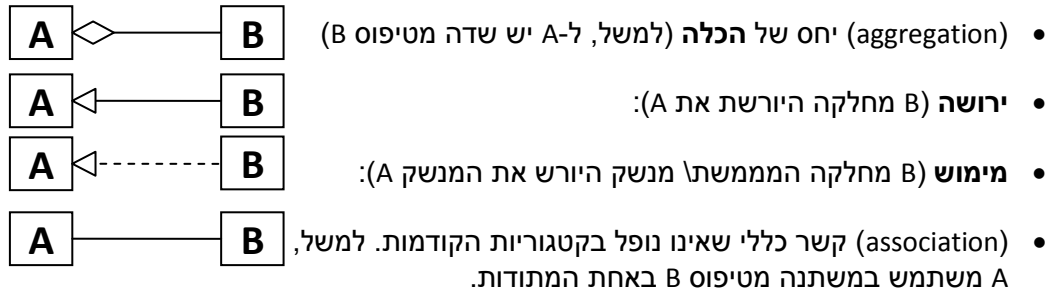 A B • (aggregation) יחס של הכלה (למשל, ל-A יש שדה מטיפוס B)
A B • ירושה (B מחלקה היורשת את A):
A B • מימוש (B מחלקה המממשת\ מנשק היורש את המנשק A):
A B • (association) קשר כללי שאינו נופל בקטגוריות הקודמות. למשל,
A משתמש במשתנה מטיפוס B באחת המתודות.